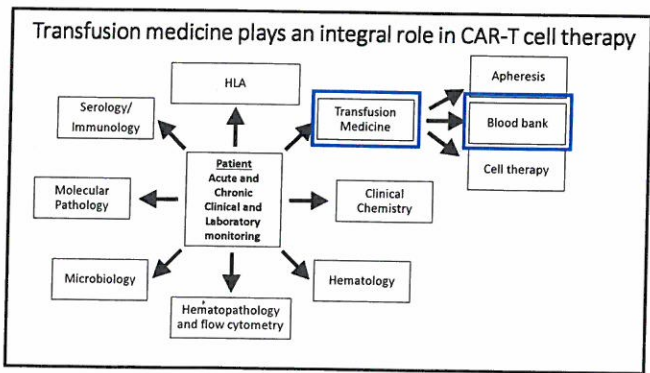 Transfusion medicine plays an integral role in CAR-T cell therapy
HLA
Apheresis
Serology/
Immunology
Transfusion
Medicine
Blood bank
Patient
Acute and
Chronic
Clinical and
Laboratory
monitoring
Cell therapy
Molecular
Pathology
Clinical
Chemistry
Microbiology
Hematology
Hematopathology
and flow cytometry